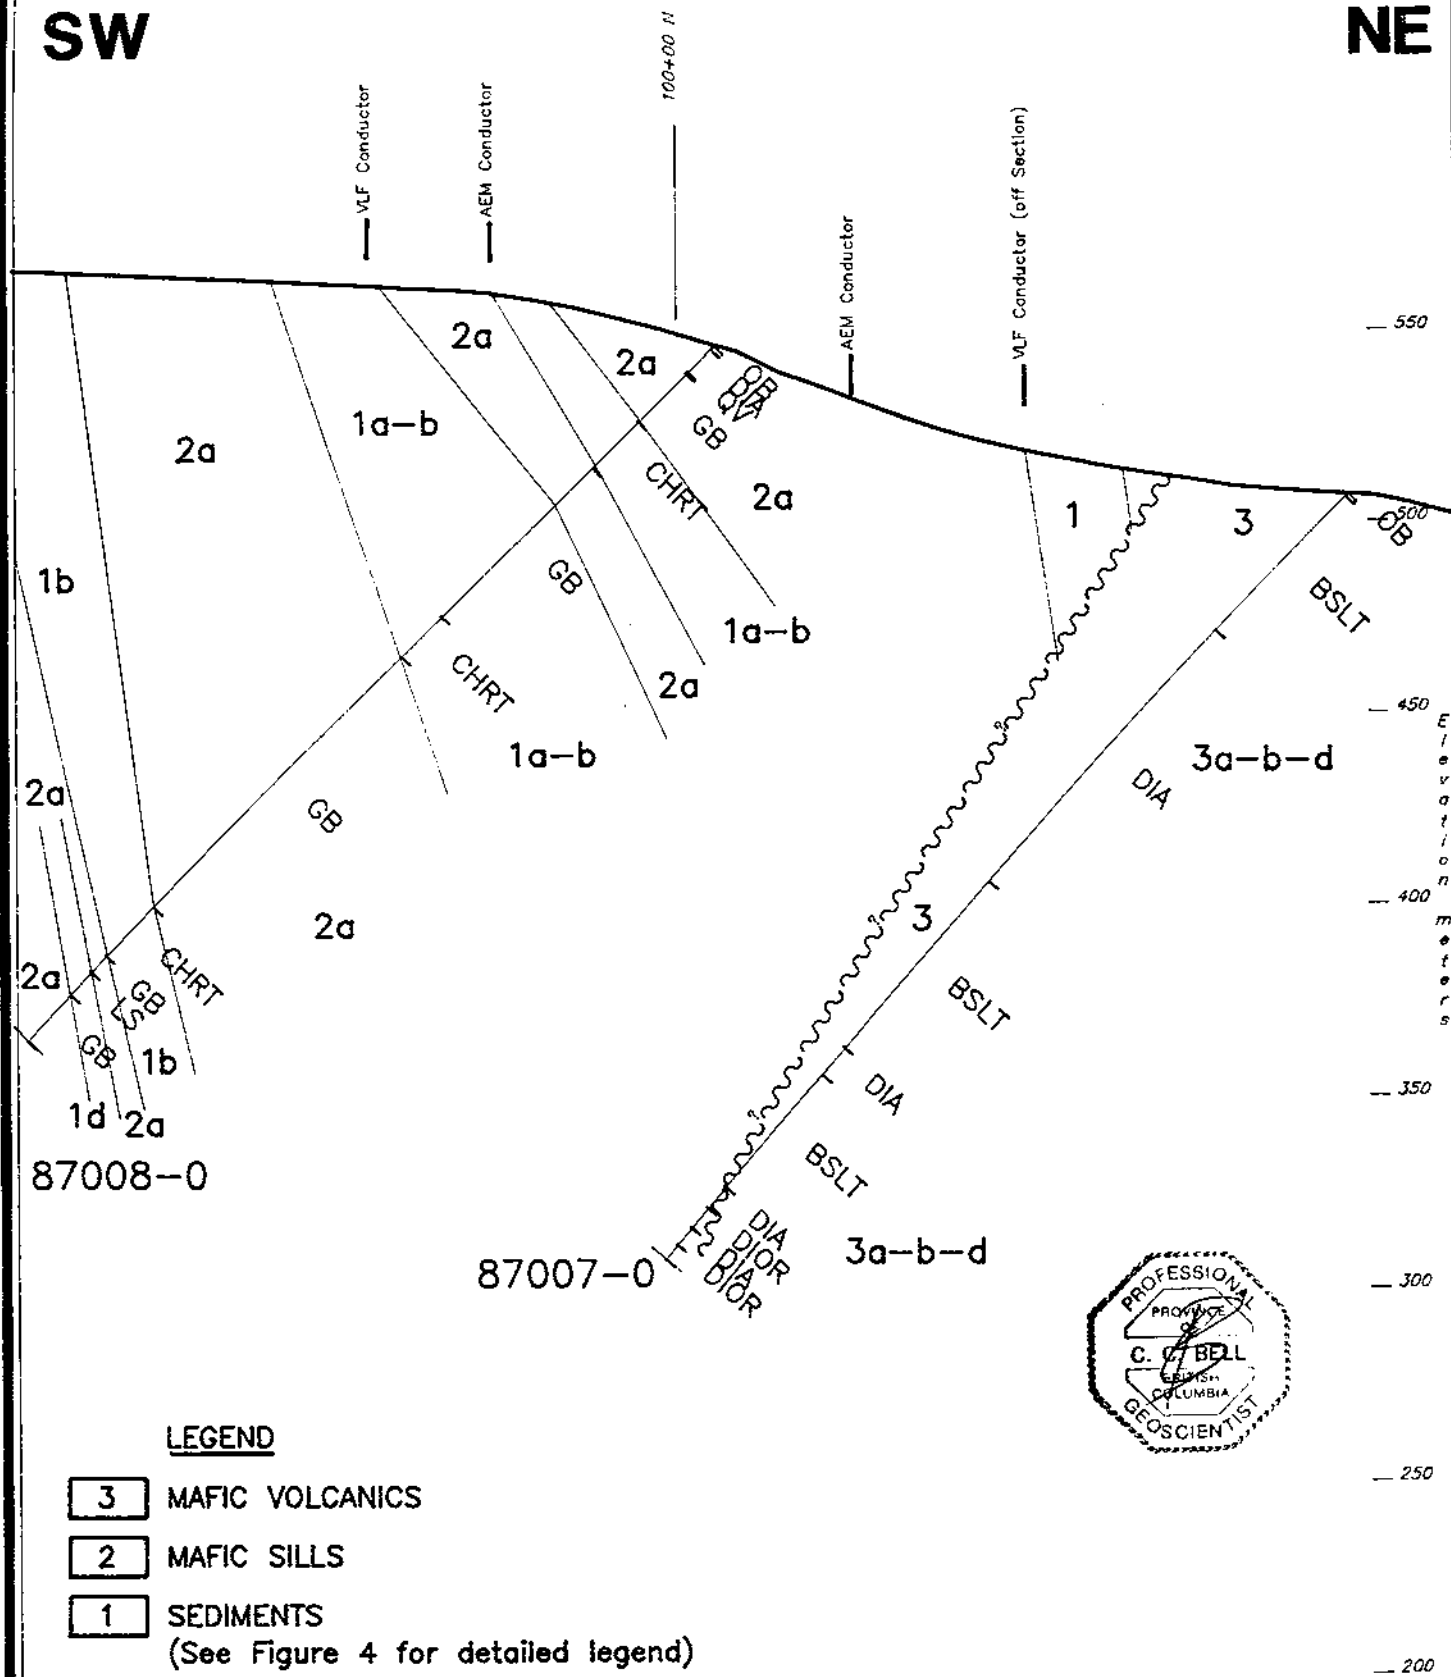 SW
NE
100+00 N
VLF Conductor
AEM Conductor
AEM Conductor
VLF Conductor (off Section)
550
2a
2a
OB
DIA
QV
GB
1a-b
2a
CHRT
2a
1
3
500
OB
1b
GB
BSLT
1a-b
CHRT
2a
450
Elevation meters
1a-b
3a-b-d
DIA
2a
GB
400
2a
3
2a
CHRT
GB
LS
BSLT
GB
1b
350
DIA
1d
2a
87008-0
BSLT
DIA
DIOR
DIA
DIOR
3a-b-d
87007-0
300
PROFESSIONAL
PROVINCE
C. C. BELL
BRITISH
COLUMBIA
GEOSCIENTIST
LEGEND
250
3 MAFIC VOLCANICS
2 MAFIC SILLS
1 SEDIMENTS
(See Figure 4 for detailed legend)
200